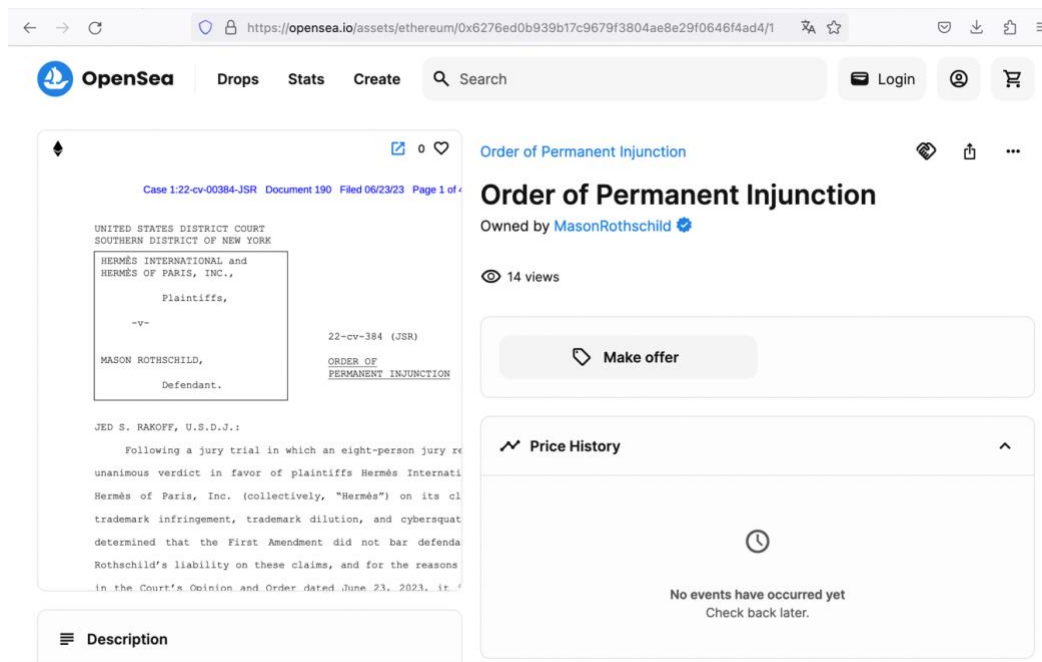 https://opensea.io/assets/ethereum/0x6276ed0b939b17c9679f3804ae8e29f0646f4ad4/1
OpenSea Drops Stats Create Search Login
0
Case 1:22-cv-00384-JSR Document 190 Filed 06/23/23 Page 1 of 4
UNITED STATES DISTRICT COURT
SOUTHERN DISTRICT OF NEW YORK
HERMÈS INTERNATIONAL and
HERMÈS OF PARIS, INC.,
Plaintiffs,
-v-
MASON ROTHSCHILD,
Defendant.
22-cv-384 (JSR)
ORDER OF
PERMANENT INJUNCTION
JED S. RAKOFF, U.S.D.J.:
Following a jury trial in which an eight-person jury re
unanimous verdict in favor of plaintiffs Hermès Internati
Hermès of Paris, Inc. (collectively, "Hermès") on its cl
trademark infringement, trademark dilution, and cybersquat
determined that the First Amendment did not bar defenda
Rothschild's liability on these claims, and for the reasons
in the Court's Opinion and Order dated June 23, 2023, it
Description
Order of Permanent Injunction
Order of Permanent Injunction
Owned by MasonRothschild
14 views
Make offer
Price History
No events have occurred yet
Check back later.